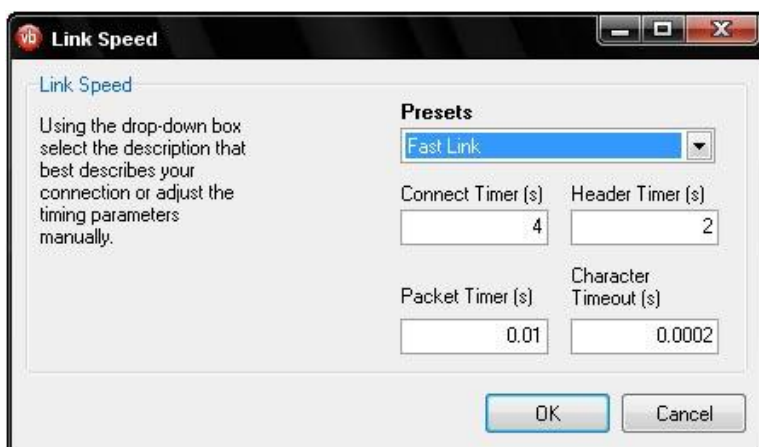 vb Link Speed
Link Speed
Using the drop-down box
select the description that
best describes your
connection or adjust the
timing parameters
manually.
Presets
Fast Link
Connect Timer (s) Header Timer (s)
4 2
Packet Timer (s) Character Timeout (s)
0.01 0.0002
OK Cancel